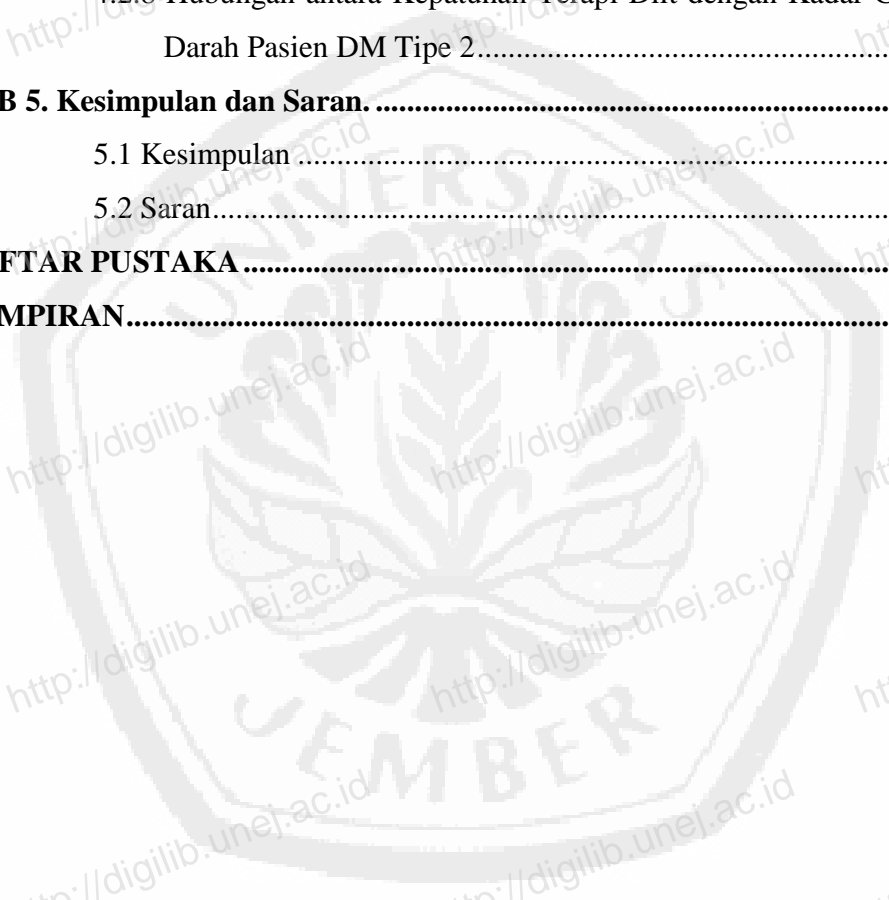 Darah Pasien DM Tipe 2
B 5. Kesimpulan dan Saran.
5.1 Kesimpulan
5.2 Saran
FTAR PUSTAKA
MPIRAN
UNIVERSITAS
JEMBER
http://digilib.unej.ac.id
http://digilib.unej.ac.id
http://digilib.unej.ac.id
http://digilib.unej.ac.id
http://digilib.unej.ac.id
http://digilib.unej.ac.id